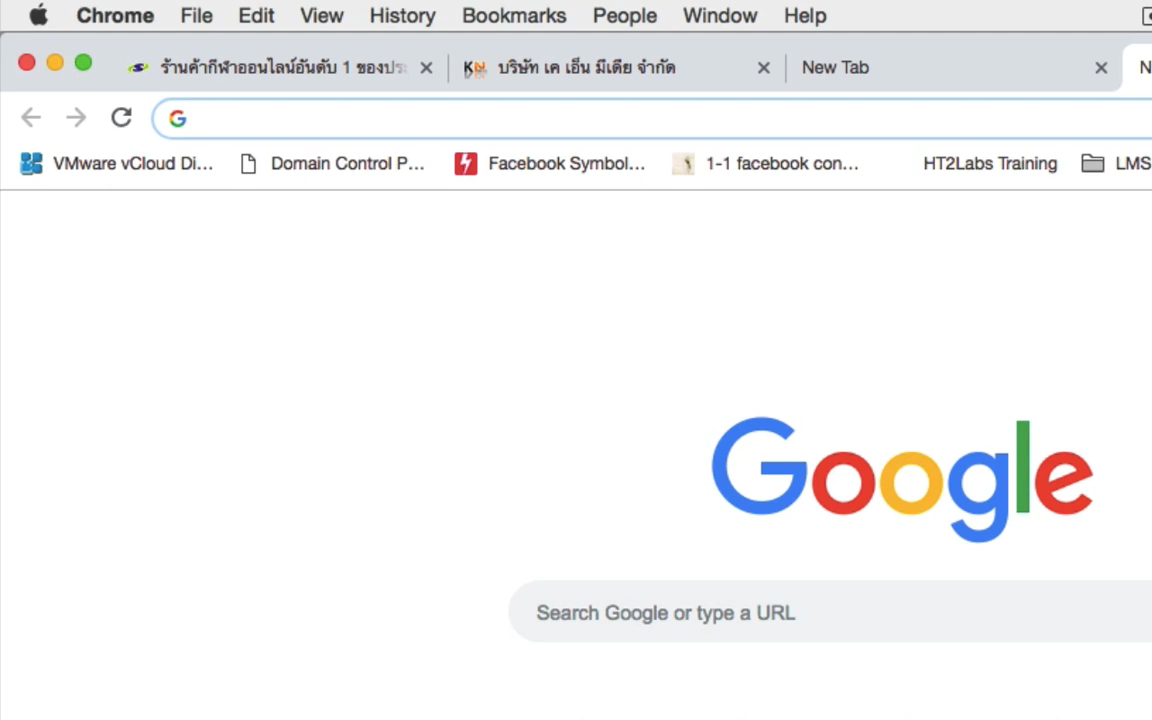 Chrome File Edit View History Bookmarks People Window Help
ร้านค้ากีฬาออนไลน์อันดับ 1 ของประ บริษัท เค เอ็น มีเดีย จำกัด New Tab N
VMware vCloud Di... Domain Control P... Facebook Symbol... 1-1 facebook con... HT2Labs Training LMS
Google
Search Google or type a URL